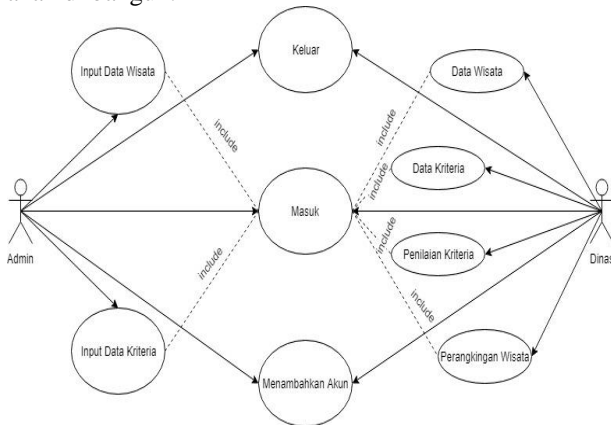 Keluar
Input Data Wisata
Data Wisata
include
include
Data Kriteria
include
Masuk
Admin
Dinas
include
include
Penilaian Kriteria
include
Input Data Kriteria
Menambahkan Akun
Perangkingan Wisata